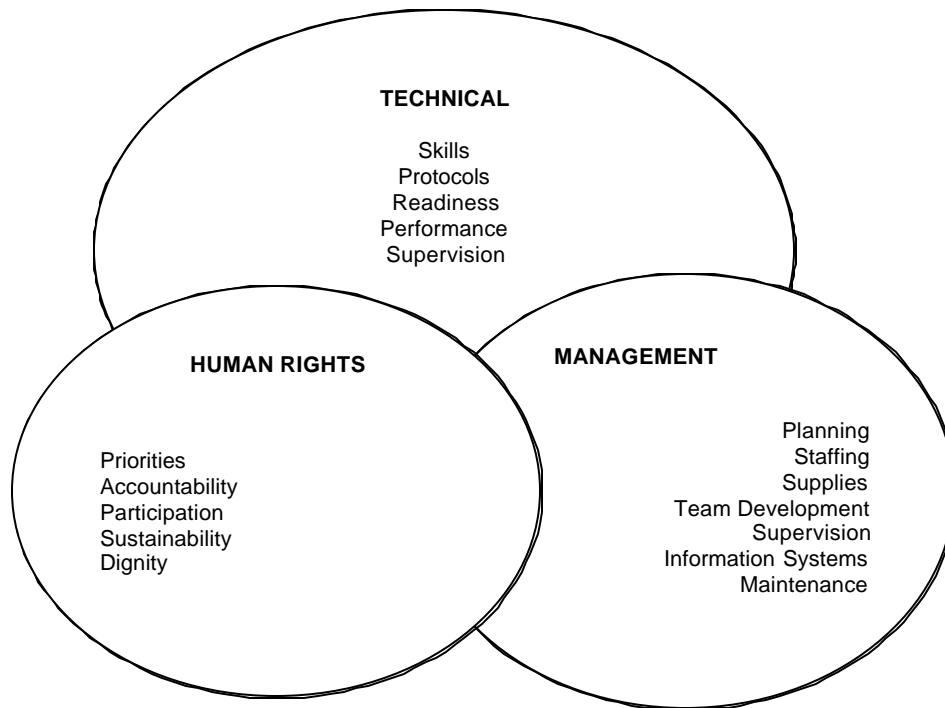 TECHNICAL
Skills
Protocols
Readiness
Performance
Supervision
HUMAN RIGHTS
Priorities
Accountability
Participation
Sustainability
Dignity
MANAGEMENT
Planning
Staffing
Supplies
Team Development
Supervision
Information Systems
Maintenance